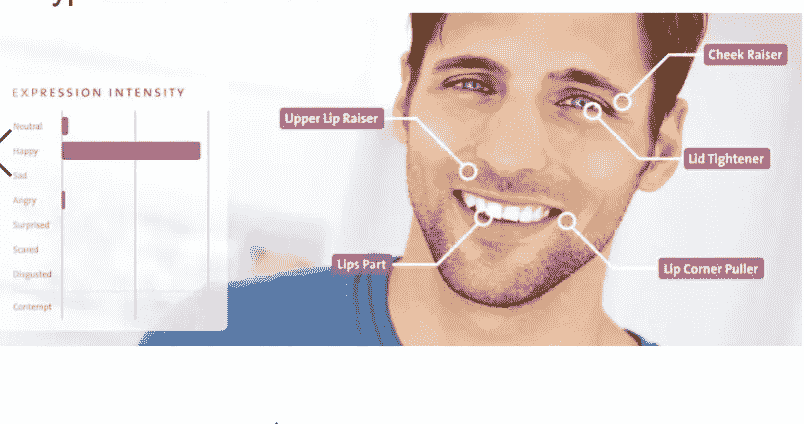 EXPRESSION INTENSITY
Neutral
Happy
Sad
Angry
Surprised
Scared
Disgusted
Contempt
Cheek Raiser
Upper Lip Raiser
Lid Tightener
Lips Part
Lip Corner Puller